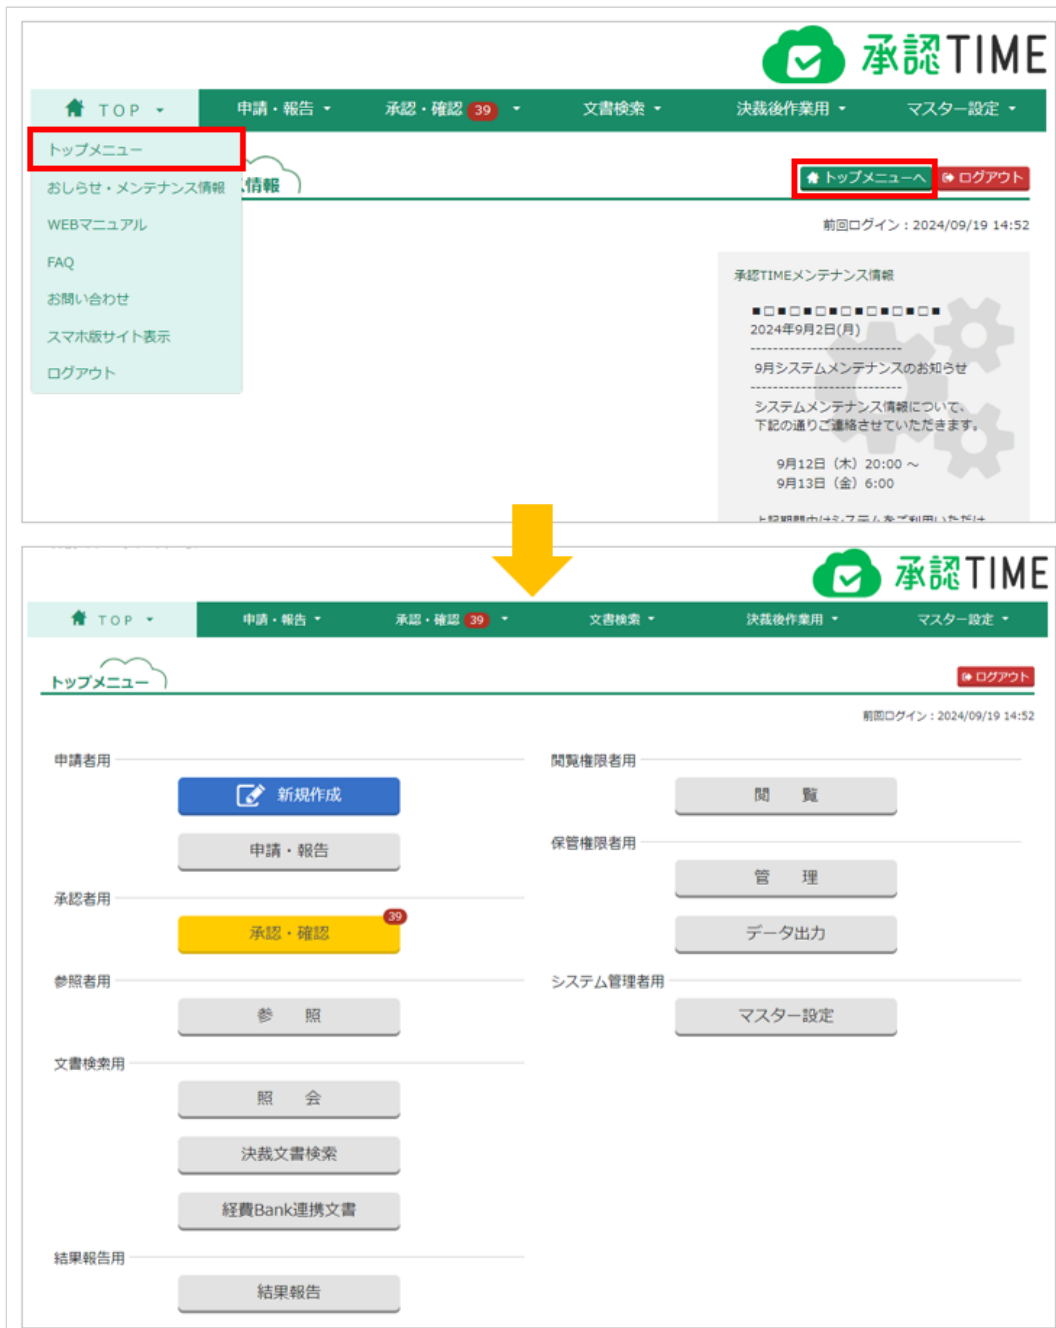 承認TIME
TOP
申請・報告
承認・確認 39
文書検索
決裁後作業用
マスター設定
トップメニュー
おしらせ・メンテナンス情報
WEBマニュアル
FAQ
お問い合わせ
スマホ版サイト表示
ログアウト
情報
トップメニューへ
ログアウト
前回ログイン：2024/09/19 14:52
承認TIMEメンテナンス情報
■□■□■□■□■□■□■□■
2024年9月2日(月)
----------------------------
9月システムメンテナンスのお知らせ
----------------------------
システムメンテナンス情報について、
下記の通りご連絡させていただきます。
9月12日（木）20:00 ～
9月13日（金）6:00
上記期間中はシステムをご利用いただけ
承認TIME
TOP
申請・報告
承認・確認 39
文書検索
決裁後作業用
マスター設定
トップメニュー
ログアウト
前回ログイン：2024/09/19 14:52
申請者用
新規作成
申請・報告
承認者用
承認・確認
39
参照者用
参　照
文書検索用
照　会
決裁文書検索
経費Bank連携文書
結果報告用
結果報告
閲覧権限者用
閲　覧
保管権限者用
管　理
データ出力
システム管理者用
マスター設定